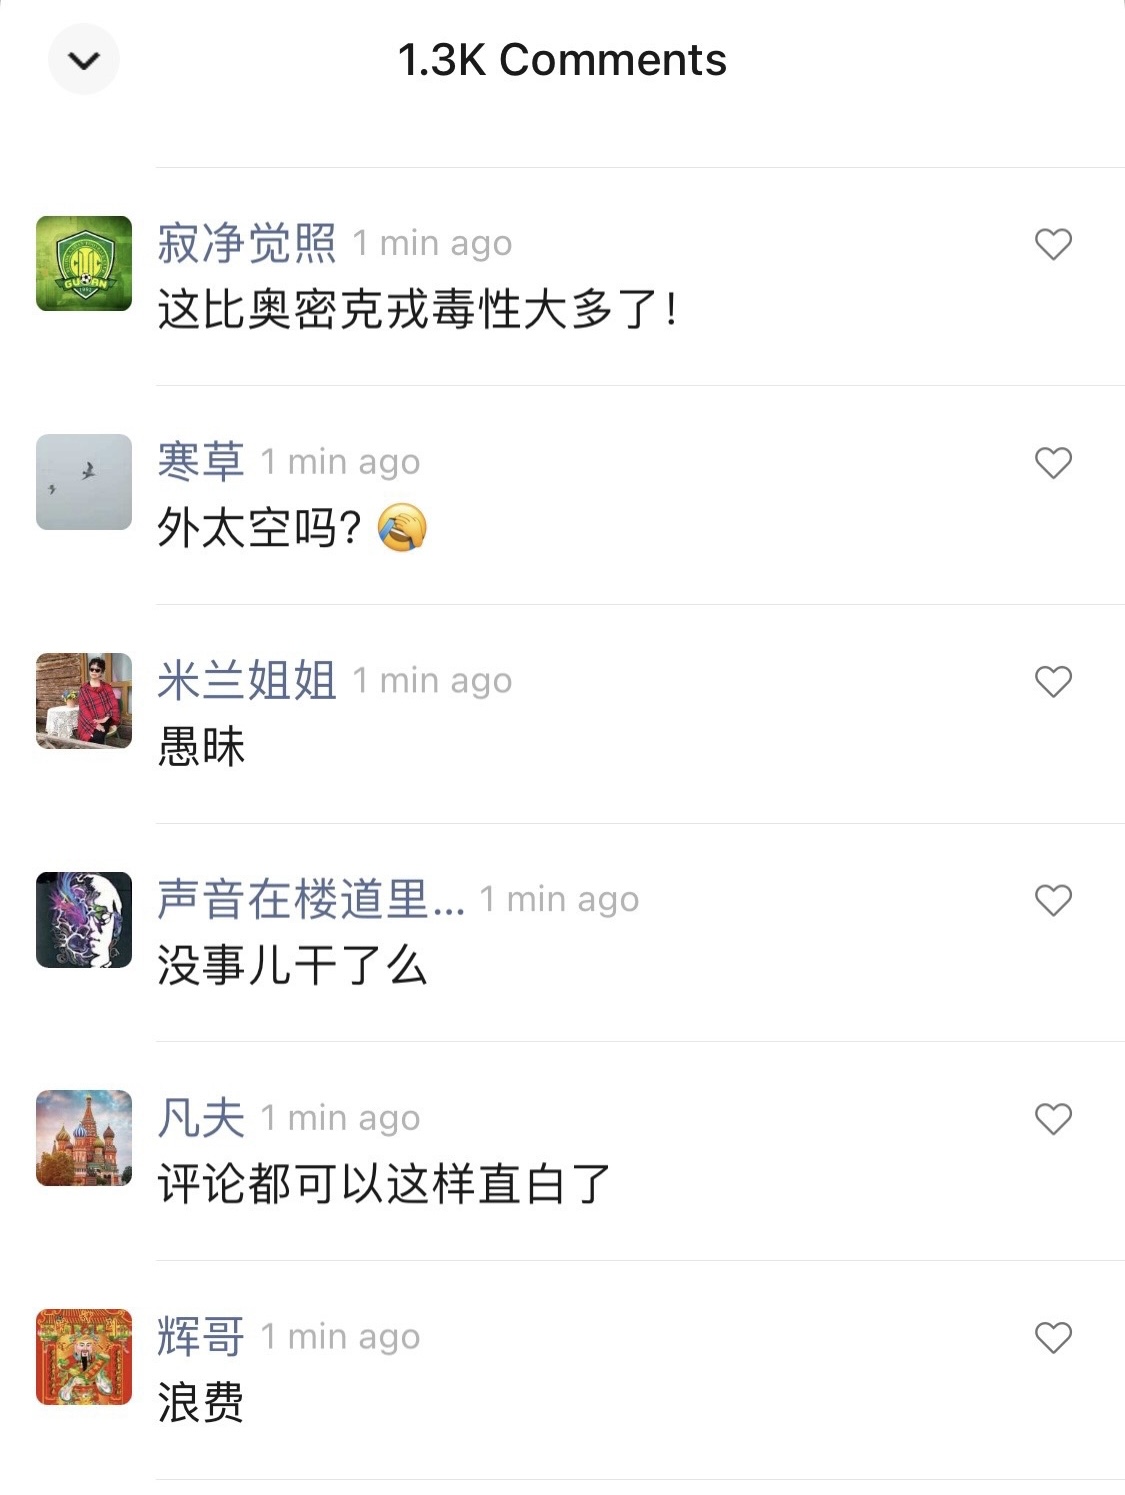 1.3K Comments
寂净觉照 1 min ago
这比奥密克戎毒性大多了！
寒草 1 min ago
外太空吗？🤦
米兰姐姐 1 min ago
愚昧
声音在楼道里... 1 min ago
没事儿干了么
凡夫 1 min ago
评论都可以这样直白了
辉哥 1 min ago
浪费